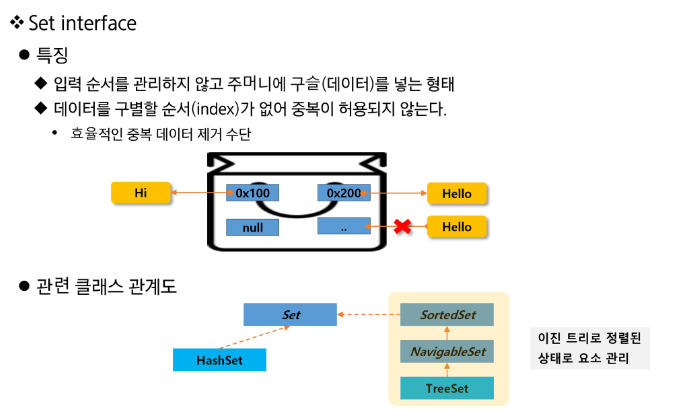 ❖ Set interface
● 특징
◆ 입력 순서를 관리하지 않고 주머니에 구슬(데이터)를 넣는 형태
◆ 데이터를 구별할 순서(index)가 없어 중복이 허용되지 않는다.
• 효율적인 중복 데이터 제거 수단
Hi 0x100 0x200 Hello
null .. Hello
● 관련 클래스 관계도
Set SortedSet
이진 트리로 정렬된
HashSet NavigableSet 상태로 요소 관리
TreeSet